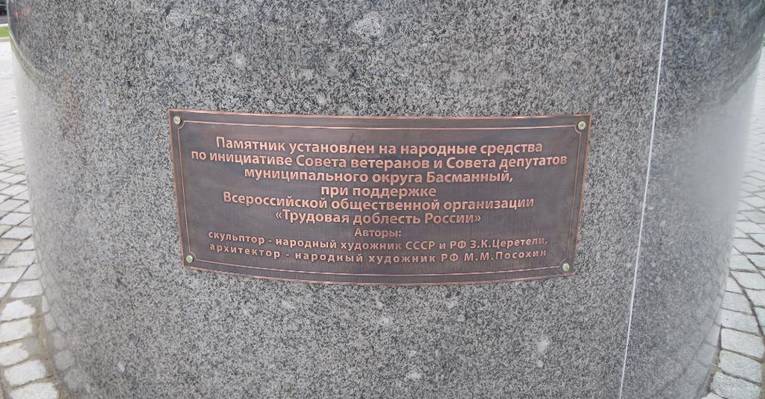 Памятник установлен на народные средства
по инициативе Совета ветеранов и Совета депутатов
муниципального округа Басманный,
при поддержке
Всероссийской общественной организации
«Трудовая доблесть России»
Авторы:
скульптор - народный художник СССР и РФ З.К.Церетели,
архитектор - народный художник РФ М.М.Посохин